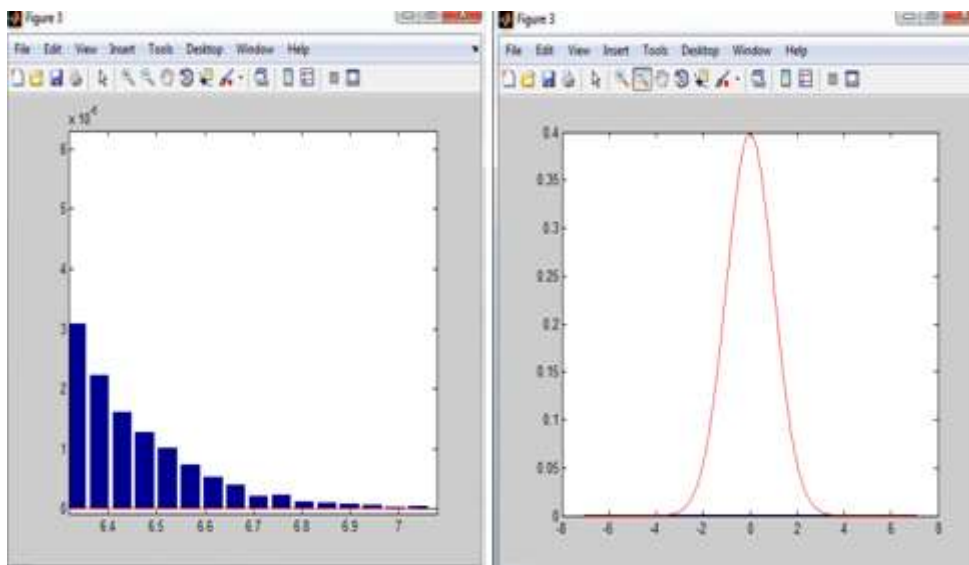 Figure 3
File Edit View Insert Tools Desktop Window Help
x 10
6
5
4
3
2
1
0
6.4 6.5 6.6 6.7 6.8 6.9 7
Figure 3
File Edit View Insert Tools Desktop Window Help
0.4
0.35
0.3
0.25
0.2
0.15
0.1
0.05
0
-8 -6 -4 -2 0 2 4 6 8